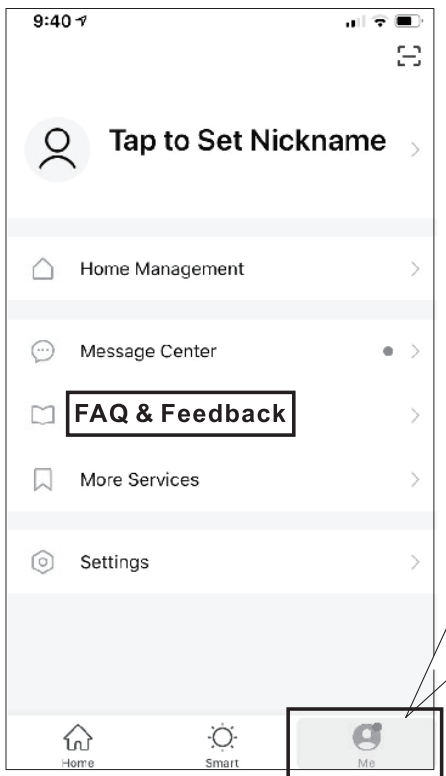 9:40
Tap to Set Nickname
Home Management
Message Center
FAQ & Feedback
More Services
Settings
Home
Smart
Me